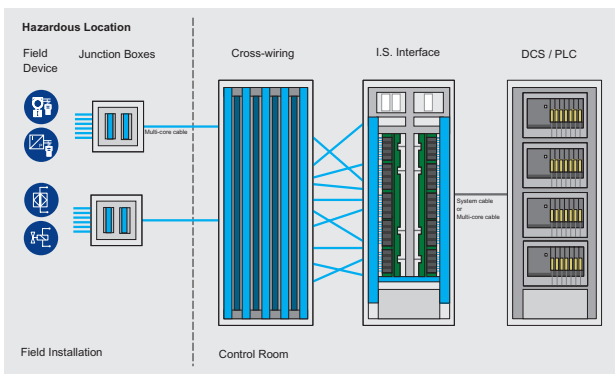 Hazardous Location
Field
Device
Junction Boxes
Cross-wiring
I.S. Interface
DCS / PLC
Multi-core cable
System cable
or
Multi-core cable
Field Installation
Control Room